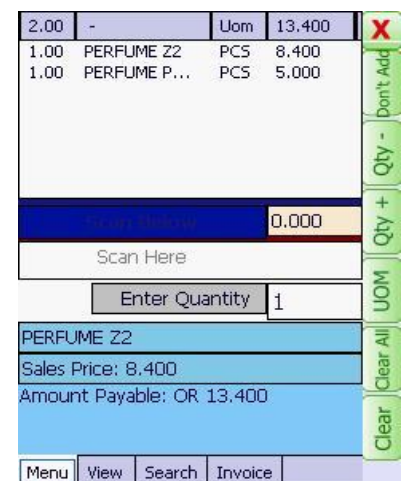 2.00 - Uom 13.400
1.00 PERFUME Z2 PCS 8.400
1.00 PERFUME P... PCS 5.000
Scan Below 0.000
Scan Here
Enter Quantity 1
PERFUME Z2
Sales Price: 8.400
Amount Payable: OR 13.400
Menu View Search Invoice
X
Don't Add
Qty -
Qty +
UOM
Clear All
Clear